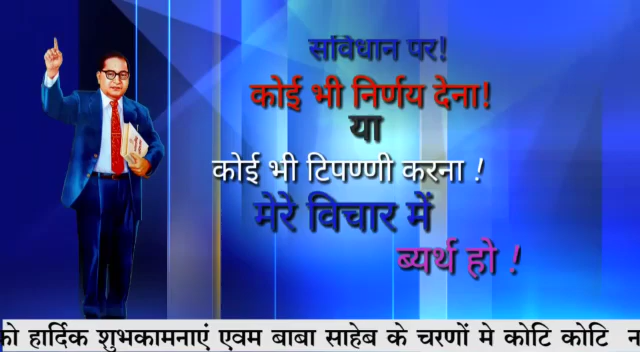 संविधान पर!
कोई भी निर्णय देना!
या
कोई भी टिपण्णी करना !
मेरे विचार में
ब्यर्थ हो !
को हार्दिक शुभकामनाएं एवम बाबा साहेब के चरणों मे कोटि कोटि